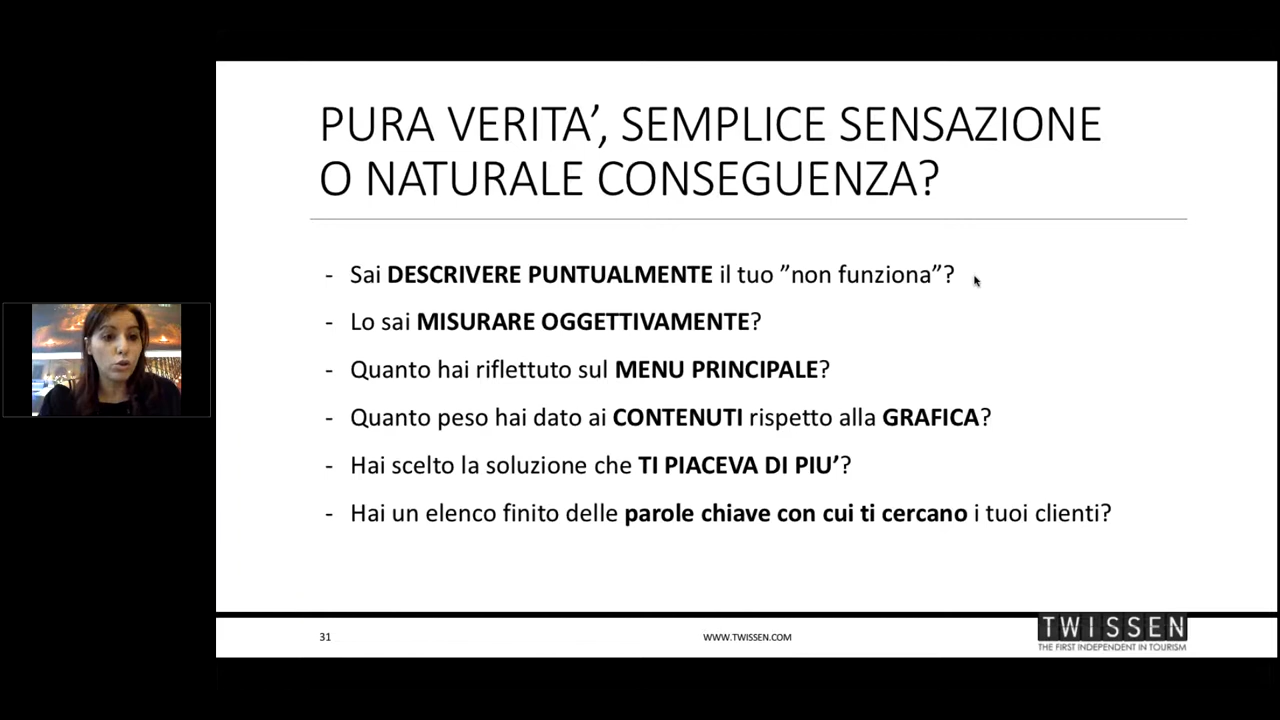 PURA VERITA’, SEMPLICE SENSAZIONE
O NATURALE CONSEGUENZA?
- Sai DESCRIVERE PUNTUALMENTE il tuo ”non funziona”?
- Lo sai MISURARE OGGETTIVAMENTE?
- Quanto hai riflettuto sul MENU PRINCIPALE?
- Quanto peso hai dato ai CONTENUTI rispetto alla GRAFICA?
- Hai scelto la soluzione che TI PIACEVA DI PIU’?
- Hai un elenco finito delle parole chiave con cui ti cercano i tuoi clienti?
31
WWW.TWISSEN.COM
TWISSEN
THE FIRST INDEPENDENT IN TOURISM